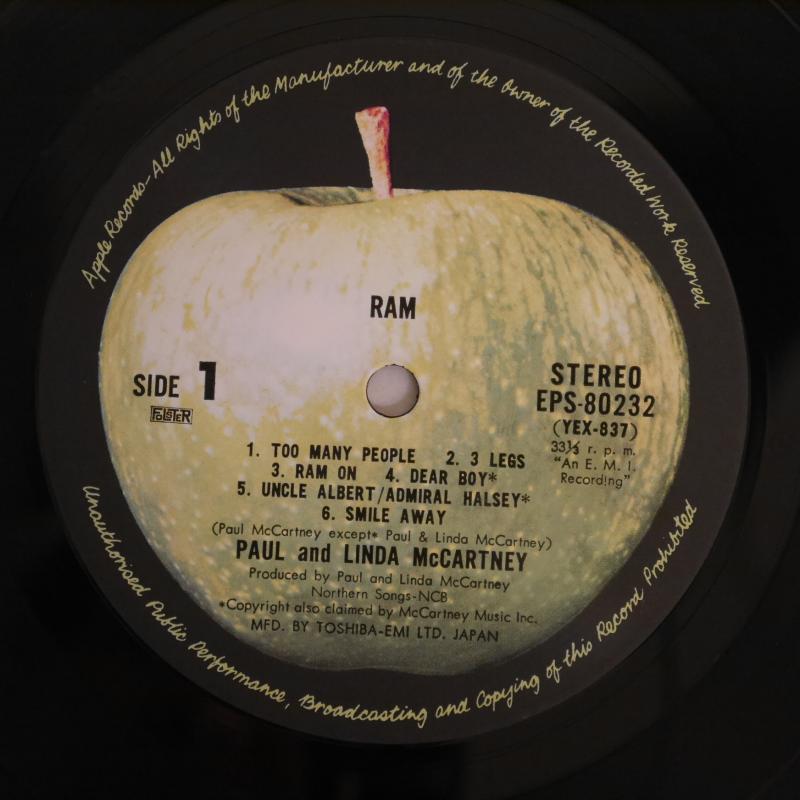 Apple Records-All Rights of the Manufacturer and of the Owner of the Recorded Work Reserved
RAM
SIDE 1
FOLSTER
STEREO
EPS-80232
(YEX-837)
33⅓ r. p. m.
"An E. M. I.
Recording"
1. TOO MANY PEOPLE 2. 3 LEGS
3. RAM ON 4. DEAR BOY*
5. UNCLE ALBERT/ADMIRAL HALSEY*
6. SMILE AWAY
(Paul McCartney except* Paul & Linda McCartney)
PAUL and LINDA McCARTNEY
Produced by Paul and Linda McCartney
Northern Songs-NCB
*Copyright also claimed by McCartney Music Inc.
MFD. BY TOSHIBA-EMI LTD. JAPAN
Unauthorised Public Performance, Broadcasting and Copying of this Record Prohibited